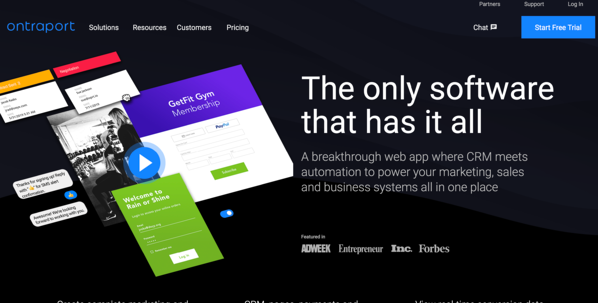 Partners Support Log In
ontraport Solutions Resources Customers Pricing Chat Start Free Trial
Negotiation
GetFit Gym
Membership
PayPal
The only software
that has it all
A breakthrough web app where CRM meets
automation to power your marketing, sales
and business systems all in one place
Thanks for signing up! Reply
for SMS alert
confirmation.
Awesome! We're looking
forward to working with you.
Welcome to
Rain or Shine
Log In
Featured in
ADWEEK Entrepreneur Inc. Forbes